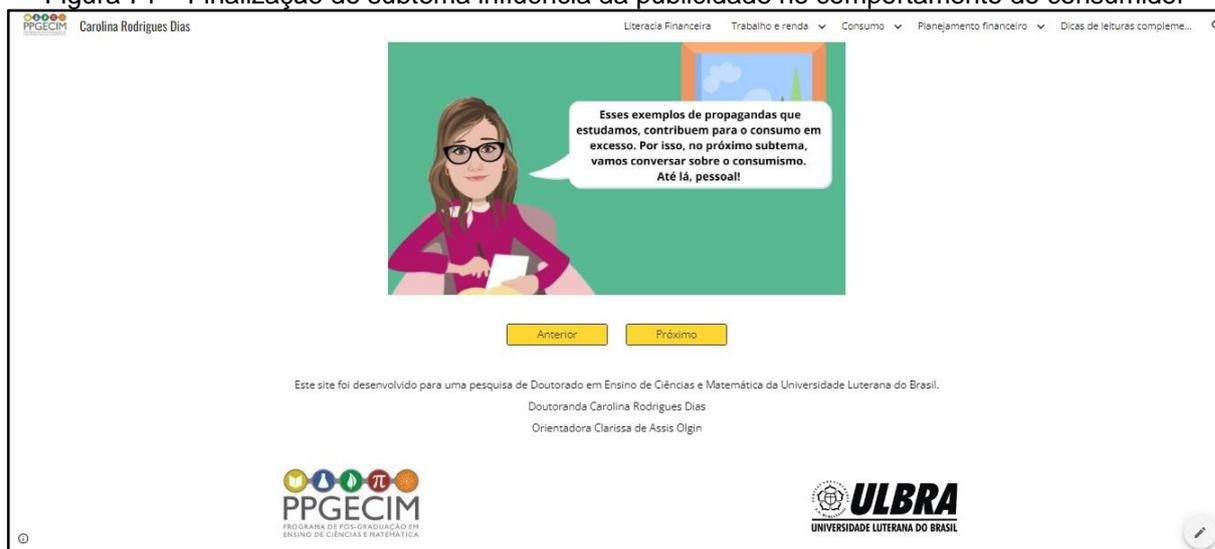 PPGECIM Carolina Rodrigues Dias Literacia Financeira Trabalho e renda Consumo Planejamento financeiro Dicas de leituras compleme...
Esses exemplos de propagandas que
estudamos, contribuem para o consumo em
excesso. Por isso, no próximo subtema,
vamos conversar sobre o consumismo.
Até lá, pessoal!
Anterior Próximo
Este site foi desenvolvido para uma pesquisa de Doutorado em Ensino de Ciências e Matemática da Universidade Luterana do Brasil.
Doutoranda Carolina Rodrigues Dias
Orientadora Clarissa de Assis Olgin
PPGECIM
PROGRAMA DE PÓS-GRADUAÇÃO EM
ENSINO DE CIÊNCIAS E MATEMÁTICA
ULBRA
UNIVERSIDADE LUTERANA DO BRASIL